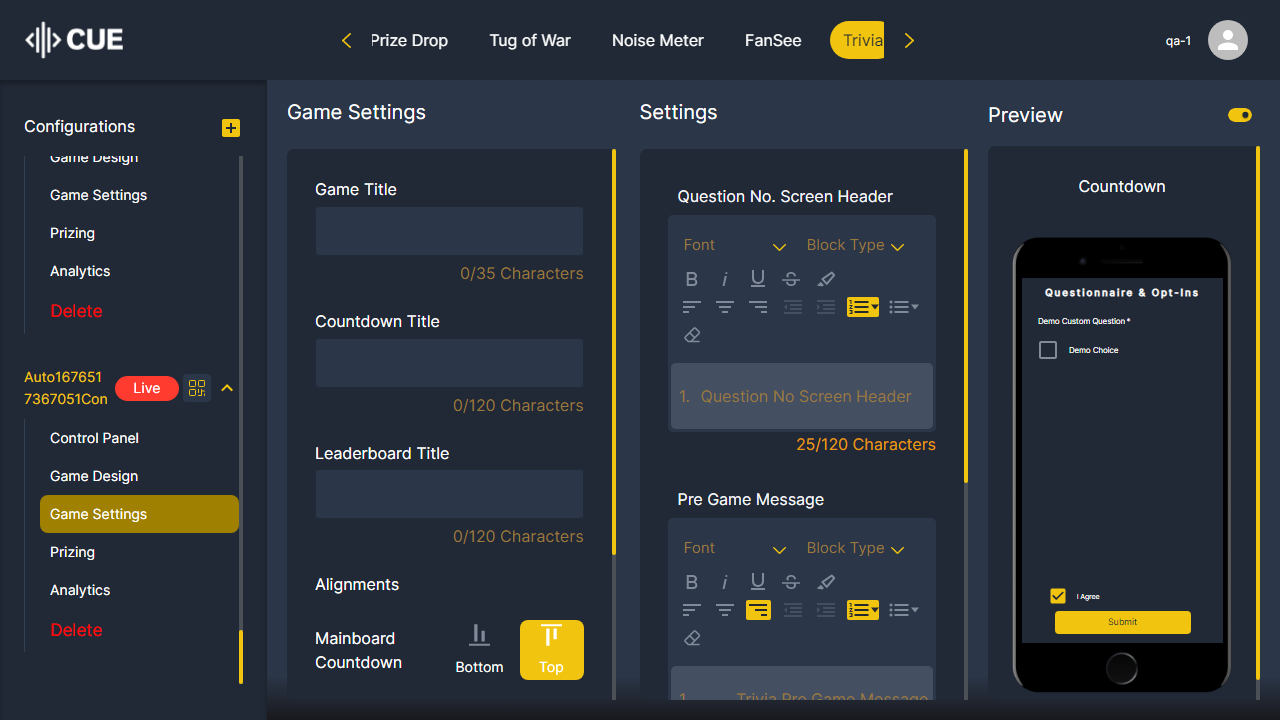 CUE
Prize Drop
Tug of War
Noise Meter
FanSee
Trivia
qa-1
Configurations
Game Design
Game Settings
Prizing
Analytics
Delete
Auto167651
7367051Con
Live
Control Panel
Game Design
Game Settings
Prizing
Analytics
Delete
Game Settings
Game Title
0/35 Characters
Countdown Title
0/120 Characters
Leaderboard Title
0/120 Characters
Alignments
Mainboard
Countdown
Bottom
Top
Settings
Question No. Screen Header
Font
Block Type
B i U S
1. Question No Screen Header
25/120 Characters
Pre Game Message
Font
Block Type
B i U S
1. Trivia Pre Game Message
Preview
Countdown
Questionnaire & Opt-Ins
Demo Custom Question *
Demo Choice
I Agree
Submit